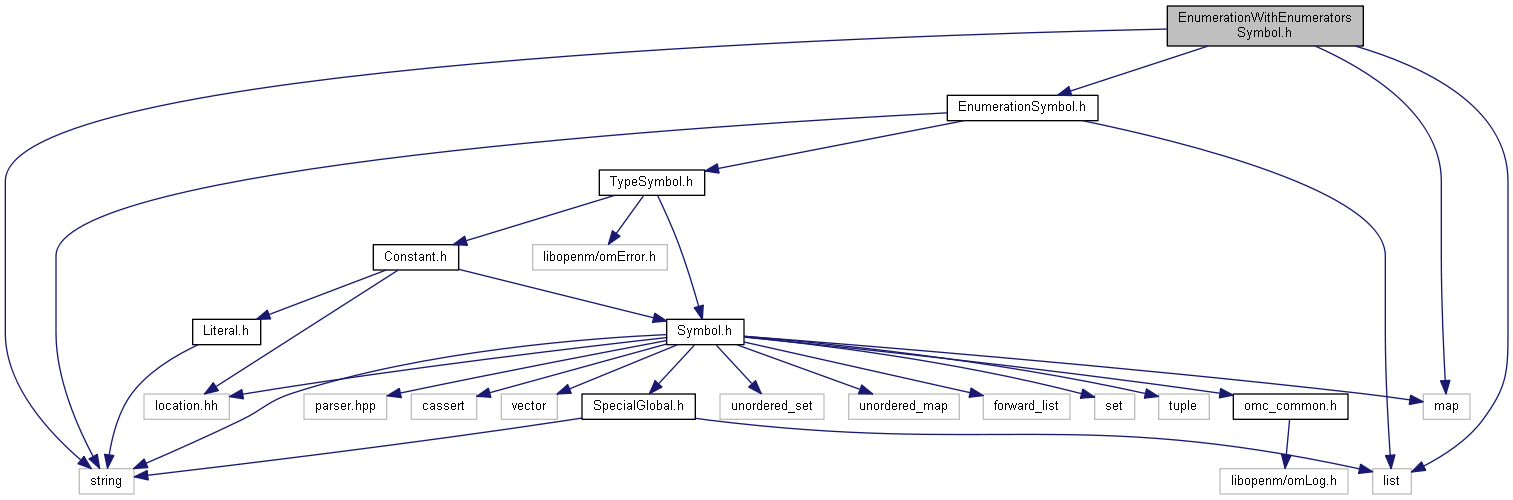 EnumerationWithEnumerators
Symbol.h
EnumerationSymbol.h
TypeSymbol.h
Constant.h
libopenm/omError.h
Literal.h
Symbol.h
location.hh
parser.hpp
cassert
vector
SpecialGlobal.h
unordered_set
unordered_map
forward_list
set
tuple
omc_common.h
map
string
libopenm/omLog.h
list